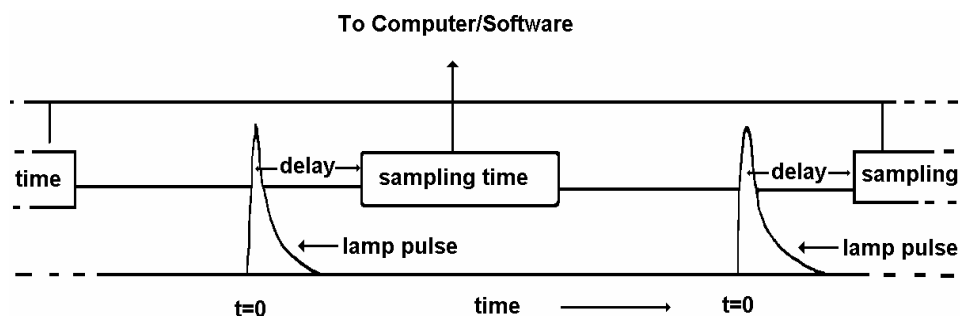 To Computer/Software
delay
delay
time
sampling time
sampling
lamp pulse
lamp pulse
t=0
time
t=0